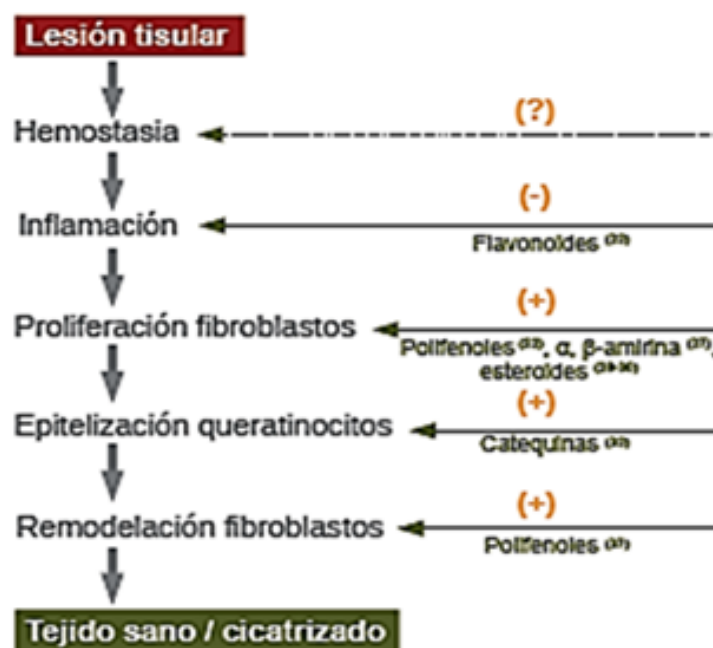 Lesión tisular
(?)
Hemostasia
(-)
Inflamación
Flavonoides
(+)
Proliferación fibroblastos
Polifenoles , α, β-amirina ,
esteroides
(+)
Epitelización queratinocitos
Catequinas
(+)
Remodelación fibroblastos
Polifenoles
Tejido sano / cicatrizado